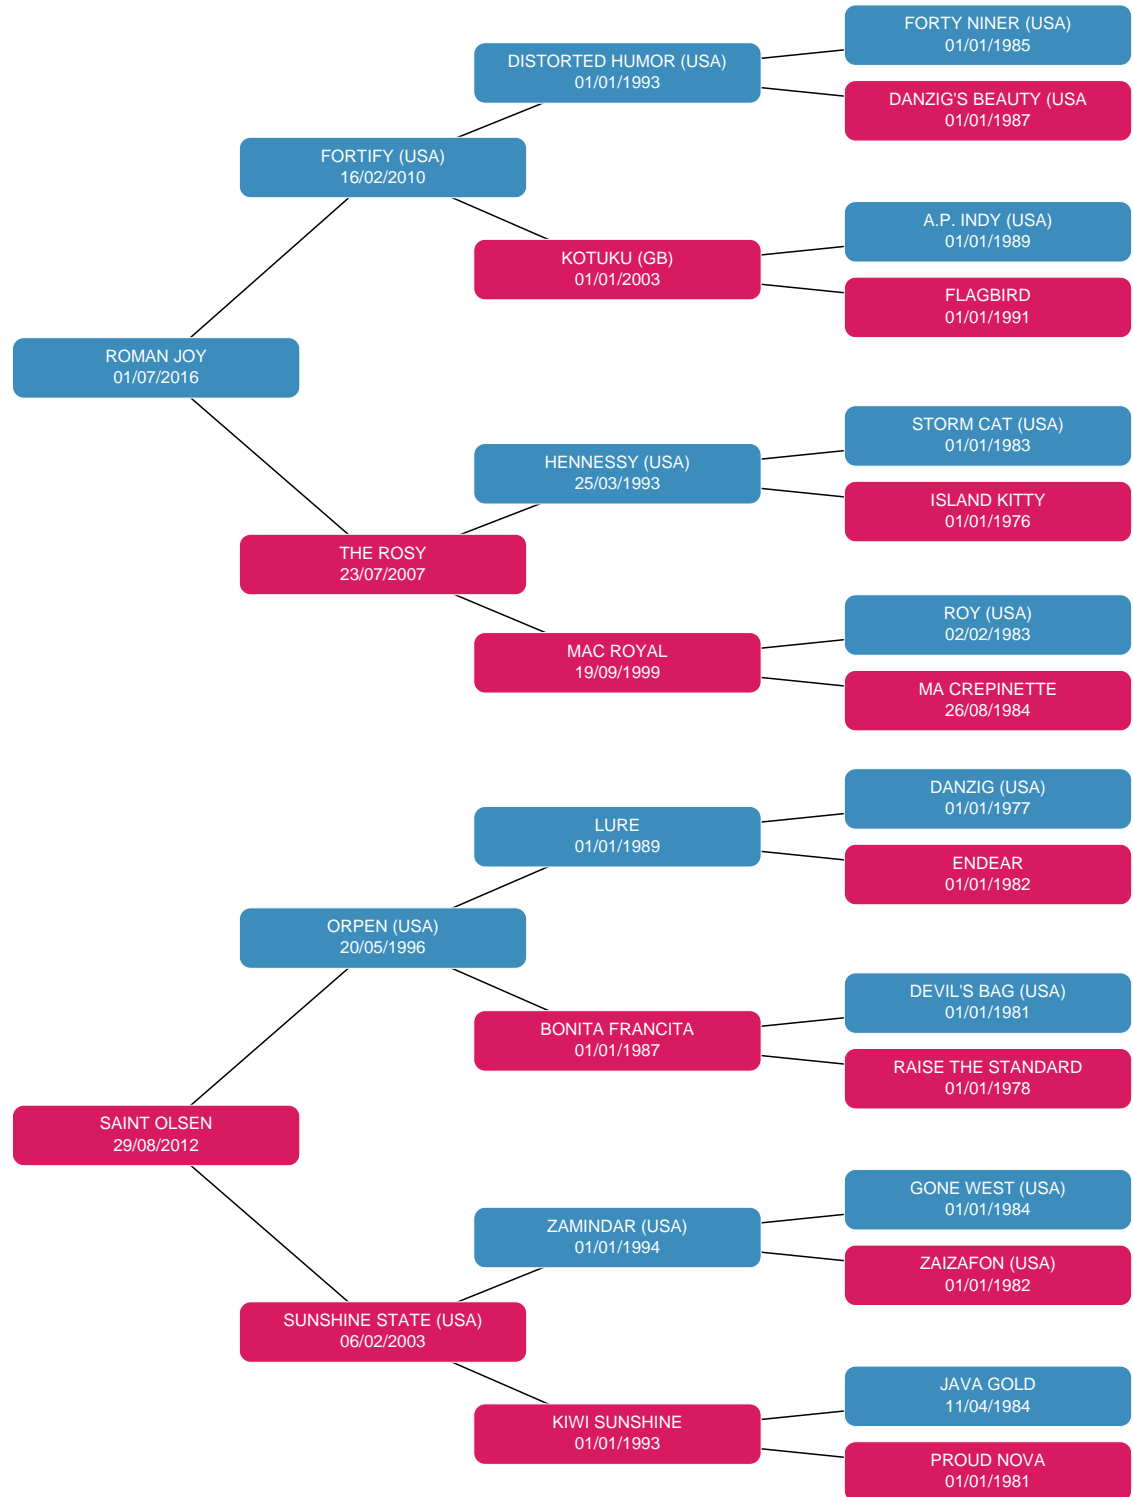 FORTY NINER (USA)
01/01/1985
DISTORTED HUMOR (USA)
01/01/1993
DANZIG'S BEAUTY (USA
01/01/1987
FORTIFY (USA)
16/02/2010
A.P. INDY (USA)
01/01/1989
KOTUKU (GB)
01/01/2003
FLAGBIRD
01/01/1991
ROMAN JOY
01/07/2016
STORM CAT (USA)
01/01/1983
HENNESSY (USA)
25/03/1993
ISLAND KITTY
01/01/1976
THE ROSY
23/07/2007
ROY (USA)
02/02/1983
MAC ROYAL
19/09/1999
MA CREPINETTE
26/08/1984
DANZIG (USA)
01/01/1977
LURE
01/01/1989
ENDEAR
01/01/1982
ORPEN (USA)
20/05/1996
DEVIL'S BAG (USA)
01/01/1981
BONITA FRANCITA
01/01/1987
RAISE THE STANDARD
01/01/1978
SAINT OLSEN
29/08/2012
GONE WEST (USA)
01/01/1984
ZAMINDAR (USA)
01/01/1994
ZAIZAFON (USA)
01/01/1982
SUNSHINE STATE (USA)
06/02/2003
JAVA GOLD
11/04/1984
KIWI SUNSHINE
01/01/1993
PROUD NOVA
01/01/1981